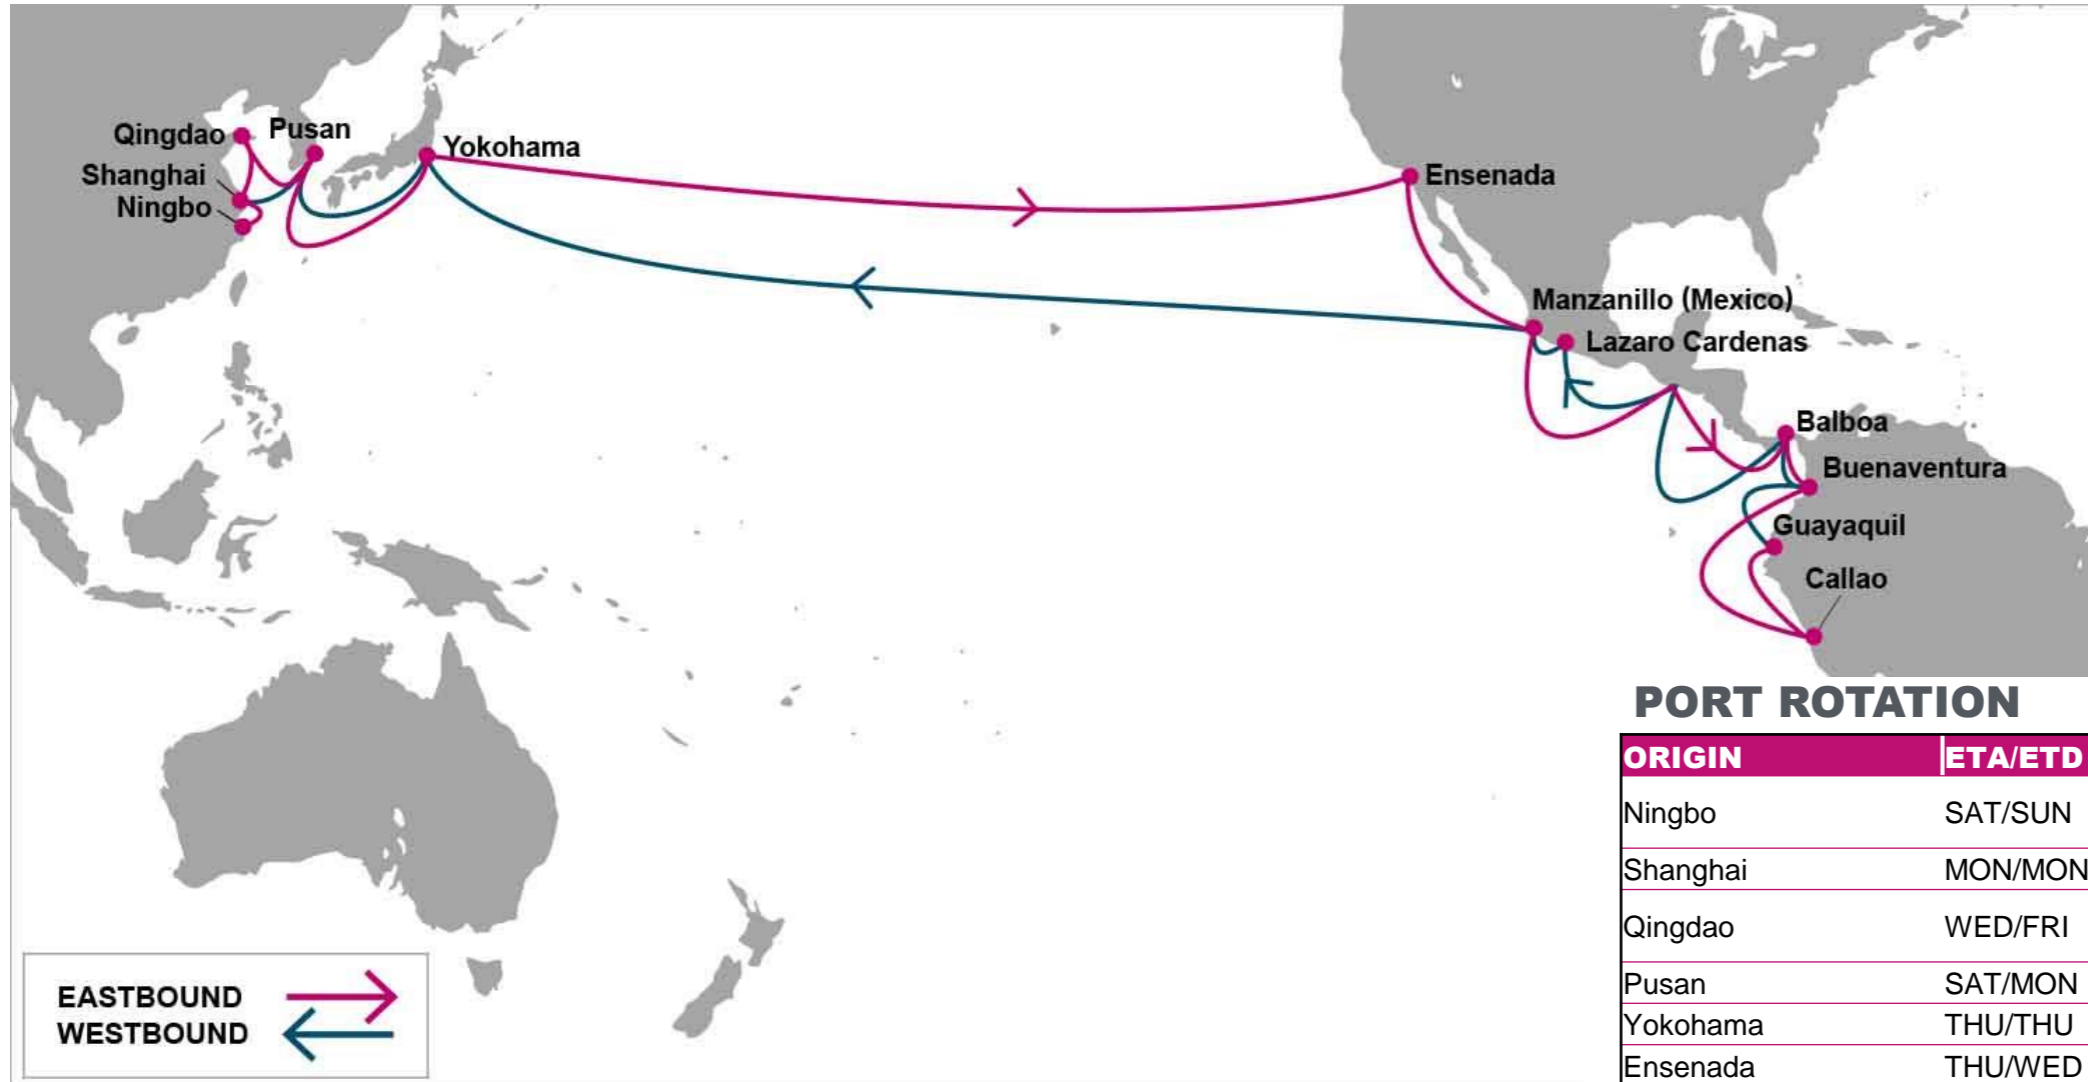 Qingdao
Pusan
Yokohama
Shanghai
Ningbo
Ensenada
Manzanillo (Mexico)
Lazaro Cardenas
Balboa
Buenaventura
Guayaquil
Callao
EASTBOUND
WESTBOUND
PORT ROTATION
ORIGIN ETA/ETD
Ningbo SAT/SUN
Shanghai MON/MON
Qingdao WED/FRI
Pusan SAT/MON
Yokohama THU/THU
Ensenada THU/WED